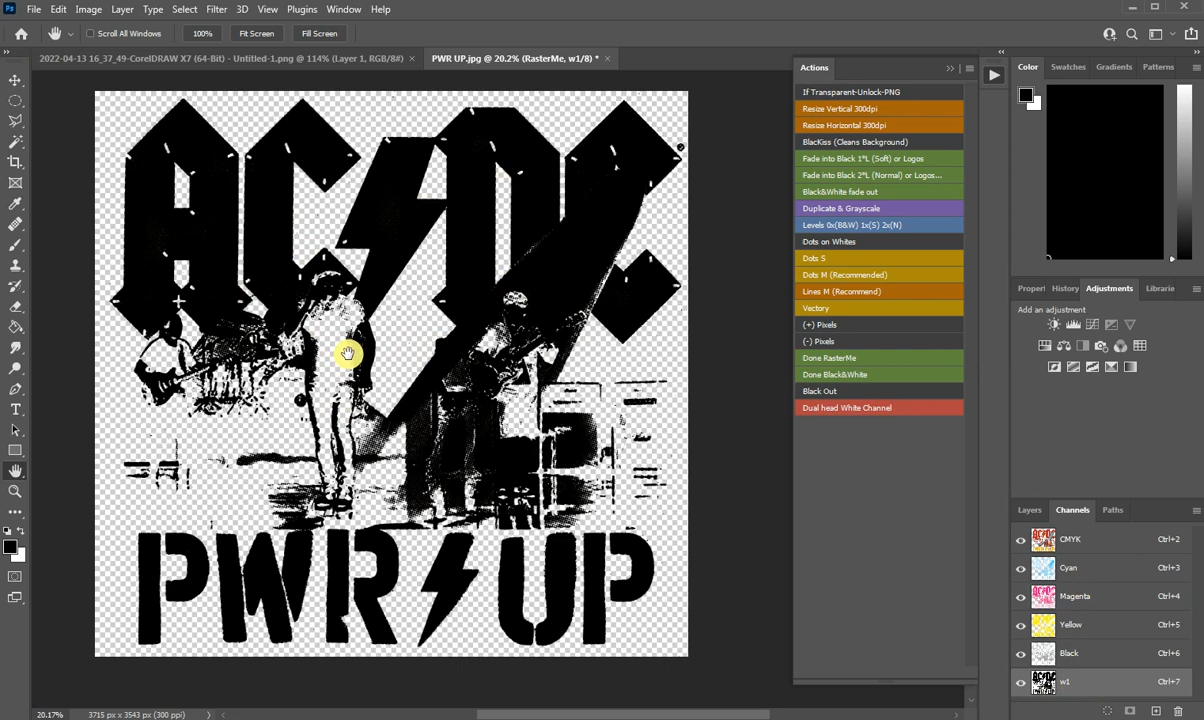 File Edit Image Layer Type Select Filter 3D View Plugins Window Help
Scroll All Windows 100% Fit Screen Fill Screen
2022-04-13 16_37_49-CorelDRAW X7 (64-Bit) - Untitled-1.png @ 114% (Layer 1, RGB/8#) ×
PWR UP.jpg @ 20.2% (RasterMe, w1/8) * ×
AC/DC
PWR UP
Actions
If Transparent-Unlock-PNG
Resize Vertical 300dpi
Resize Horizontal 300dpi
BlacKiss (Cleans Background)
Fade into Black 1*L (Soft) or Logos
Fade into Black 2*L (Normal) or Logos...
Black&White fade out
Duplicate & Grayscale
Levels 0x(B&W) 1x(S) 2x(N)
Dots on Whites
Dots S
Dots M (Recommended)
Lines M (Recommend)
Vectory
(+) Pixels
(-) Pixels
Done RasterMe
Done Black&White
Black Out
Dual head White Channel
Color Swatches Gradients Patterns
Proper History Adjustments Librarie
Add an adjustment
Layers Channels Paths
CMYK Ctrl+2
Cyan Ctrl+3
Magenta Ctrl+4
Yellow Ctrl+5
Black Ctrl+6
w1 Ctrl+7
20.17% 3715 px x 3543 px (300 ppi)